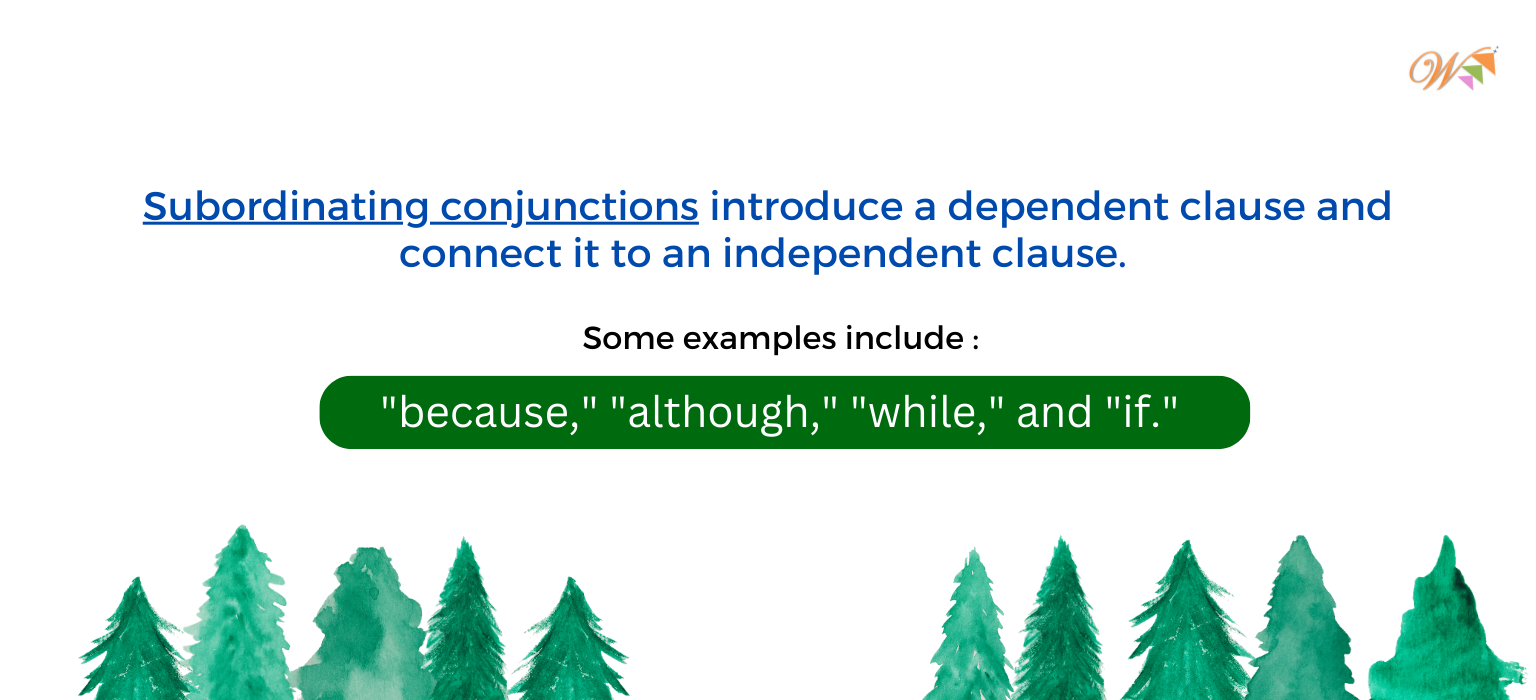 W
Subordinating conjunctions introduce a dependent clause and
connect it to an independent clause.
Some examples include :
"because," "although," "while," and "if."